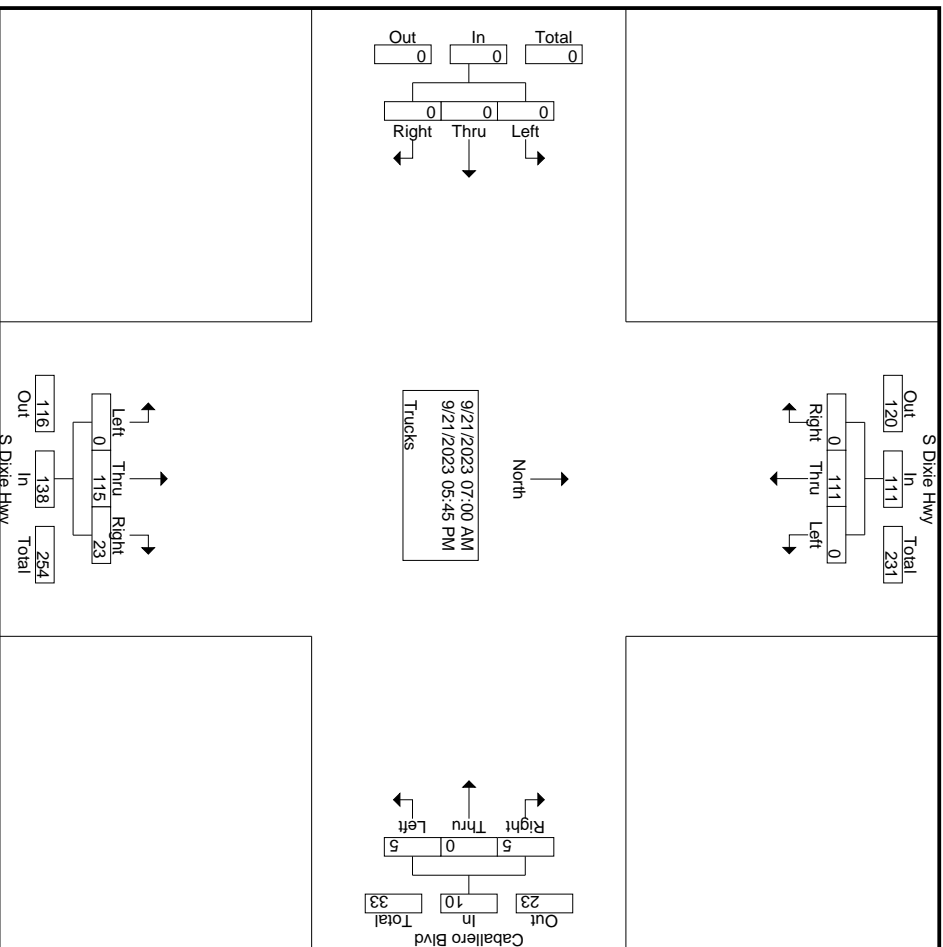 Out In Total
0 0 0
0 0 0
Right Thru Left
S Dixie Hwy
Out In Total
120 111 231
0 111 0
Right Thru Left
North
9/21/2023 07:00 AM
9/21/2023 05:45 PM
Trucks
Left Thru Right
0 115 23
116 138 254
Out In Total
S Dixie Hwy
Left Thru Right
5 0 5
33 10 23
Total In Out
Caballero Blvd